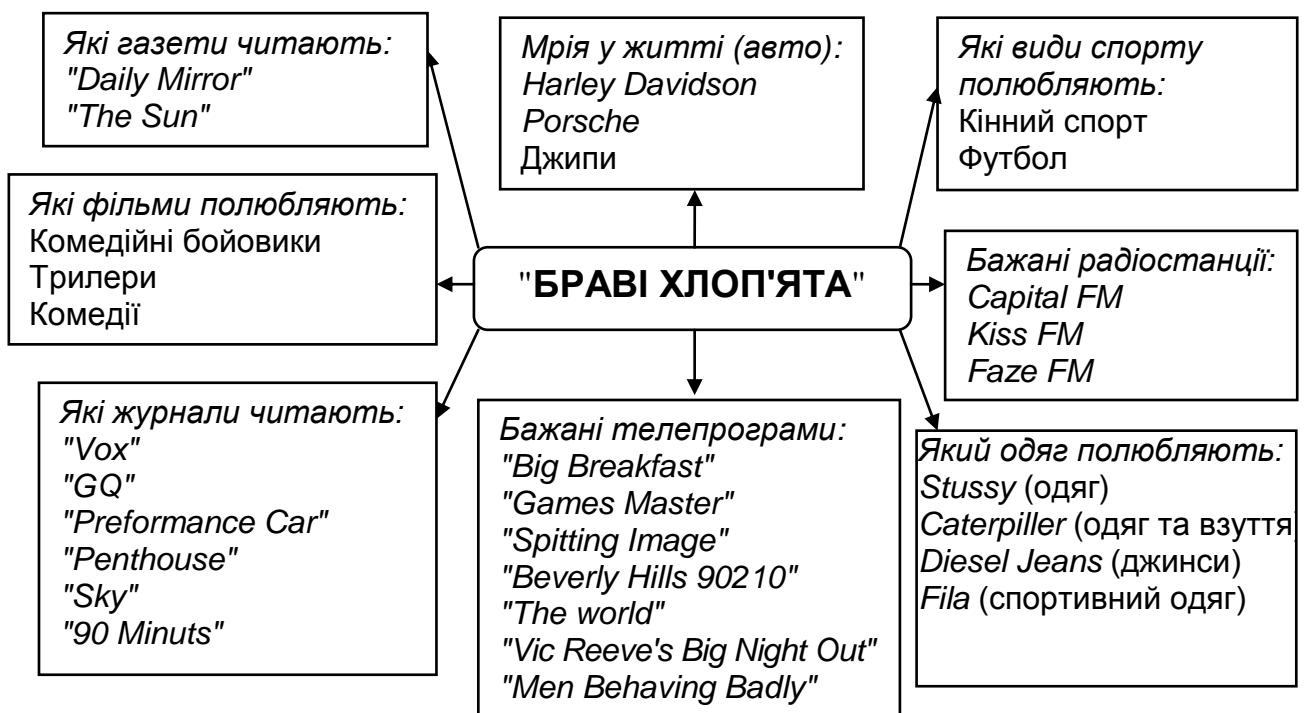 Які газети читають:
"Daily Mirror"
"The Sun"
Мрія у житті (авто):
Harley Davidson
Porsche
Джипи
Які види спорту
полюбляють:
Кінний спорт
Футбол
Які фільми полюбляють:
Комедійні бойовики
Трилери
Комедії
"БРАВІ ХЛОП'ЯТА"
Бажані радіостанції:
Capital FM
Kiss FM
Faze FM
Які журнали читають:
"Vox"
"GQ"
"Preformance Car"
"Penthouse"
"Sky"
"90 Minuts"
Бажані телепрограми:
"Big Breakfast"
"Games Master"
"Spitting Image"
"Beverly Hills 90210"
"The world"
"Vic Reeve's Big Night Out"
"Men Behaving Badly"
Який одяг полюбляють:
Stussy (одяг)
Caterpiller (одяг та взуття
Diesel Jeans (джинси)
Fila (спортивний одяг)